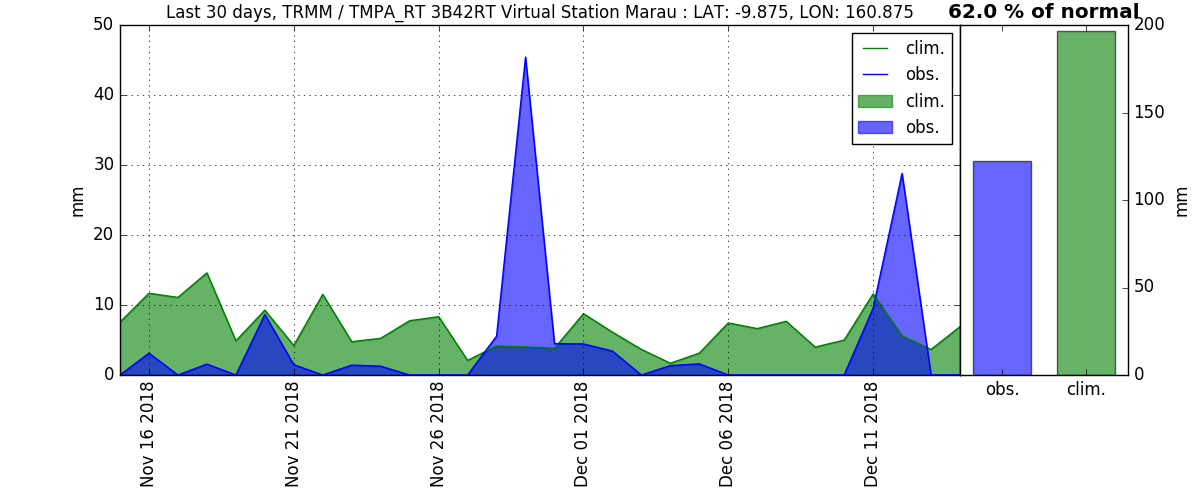 Last 30 days, TRMM / TMPA_RT 3B42RT Virtual Station Marau : LAT: -9.875, LON: 160.875
62.0 % of normal
50
40
30
20
10
0
mm
clim.
obs.
clim.
obs.
200
150
100
50
0
mm
Nov 16 2018
Nov 21 2018
Nov 26 2018
Dec 01 2018
Dec 06 2018
Dec 11 2018
obs.
clim.